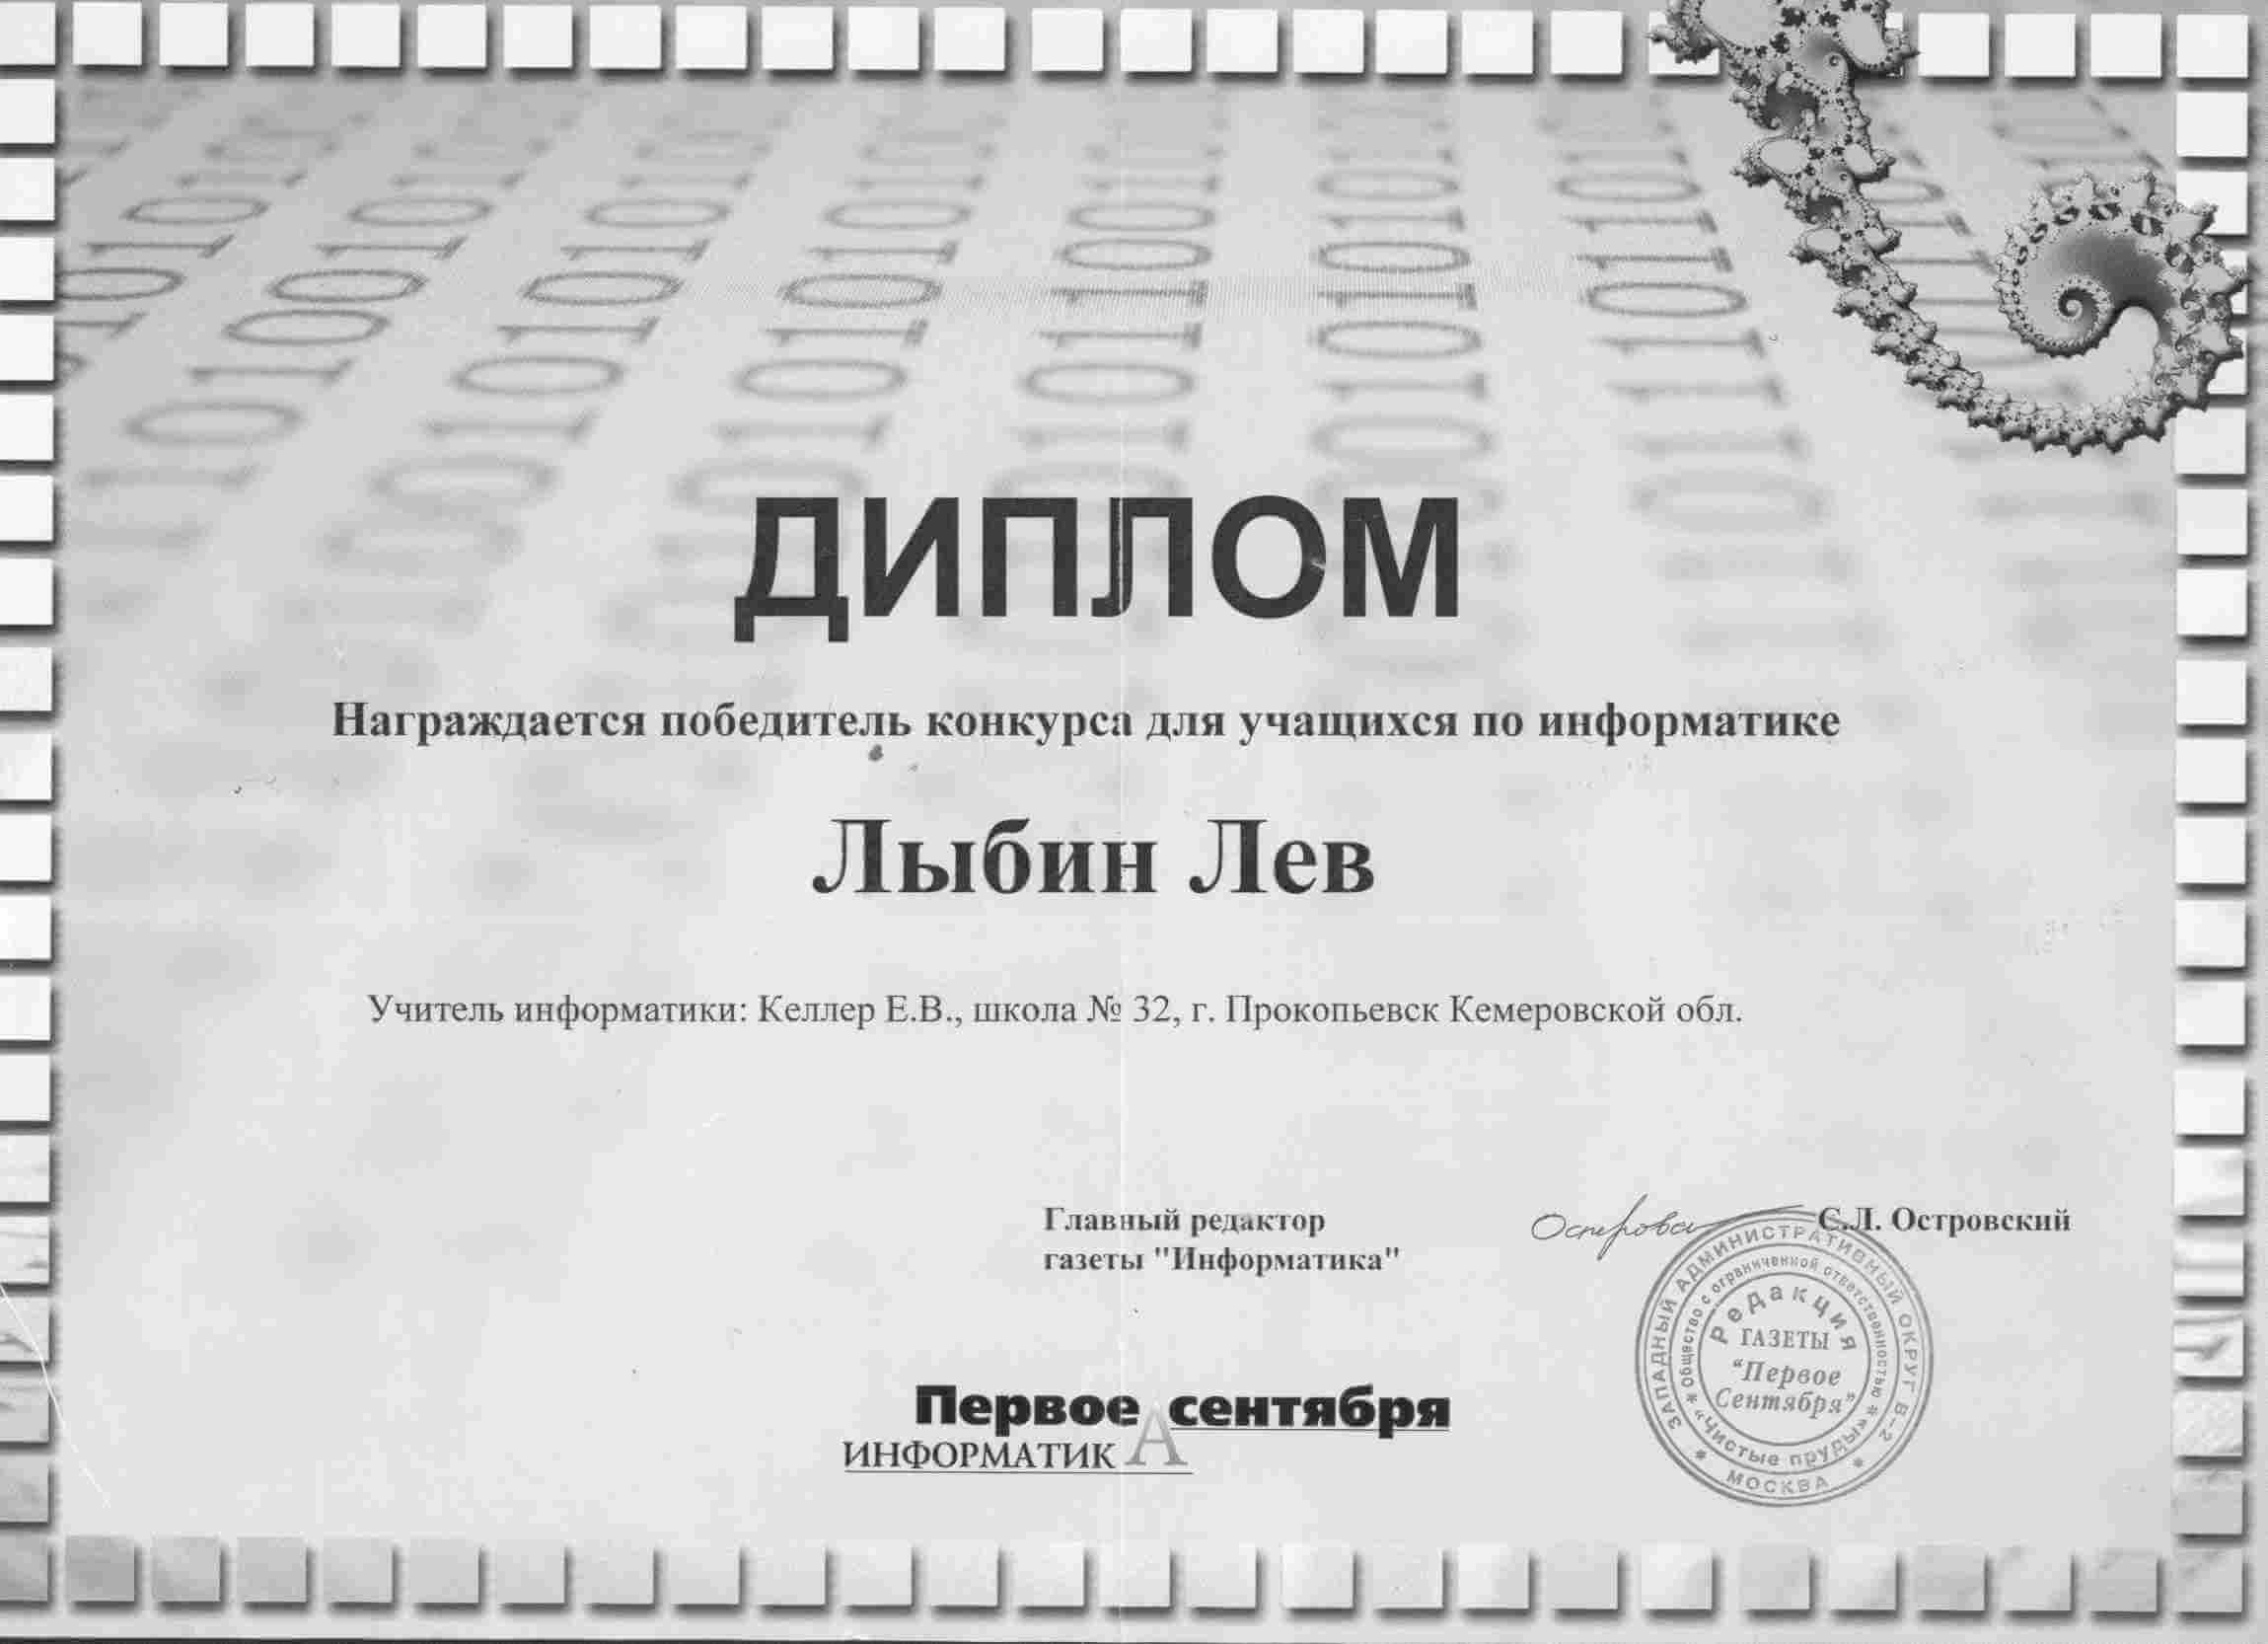 ДИПЛОМ
Награждается победитель конкурса для учащихся по информатике
Лыбин Лев
Учитель информатики: Келлер Е.В., школа № 32, г. Прокопьевск Кемеровской обл.
Главный редактор
газеты "Информатика"
С.Л. Островский
Первое сентября
ИНФОРМАТИКА
ЗАПАДНЫЙ АДМИНИСТРАТИВНЫЙ ОКРУГ В-2
* МОСКВА *
* Общество с ограниченной ответственностью *
«Чистые пруды»
Редакция
ГАЗЕТЫ
"Первое
Сентября"